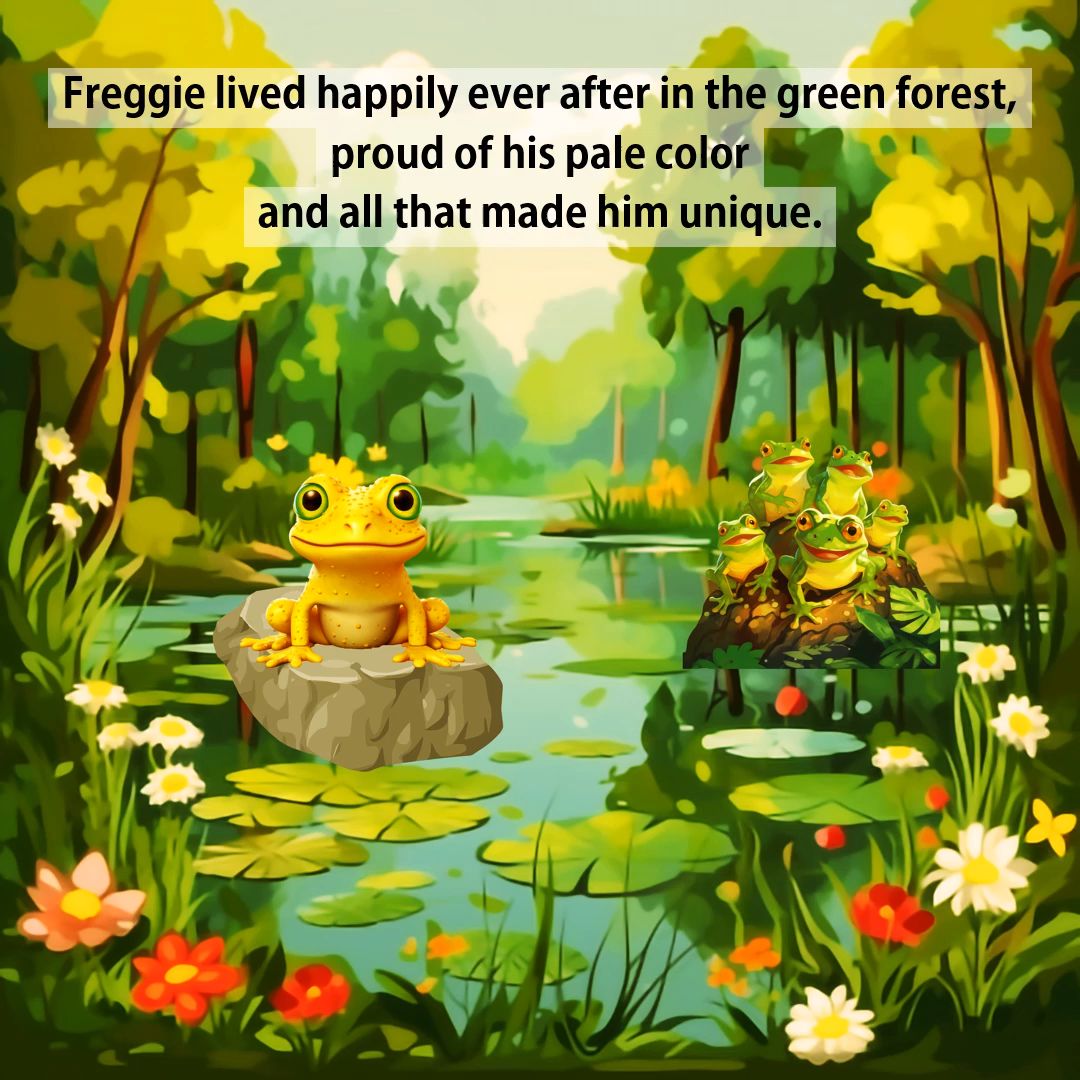 Freggie lived happily ever after in the green forest,
proud of his pale color
and all that made him unique.